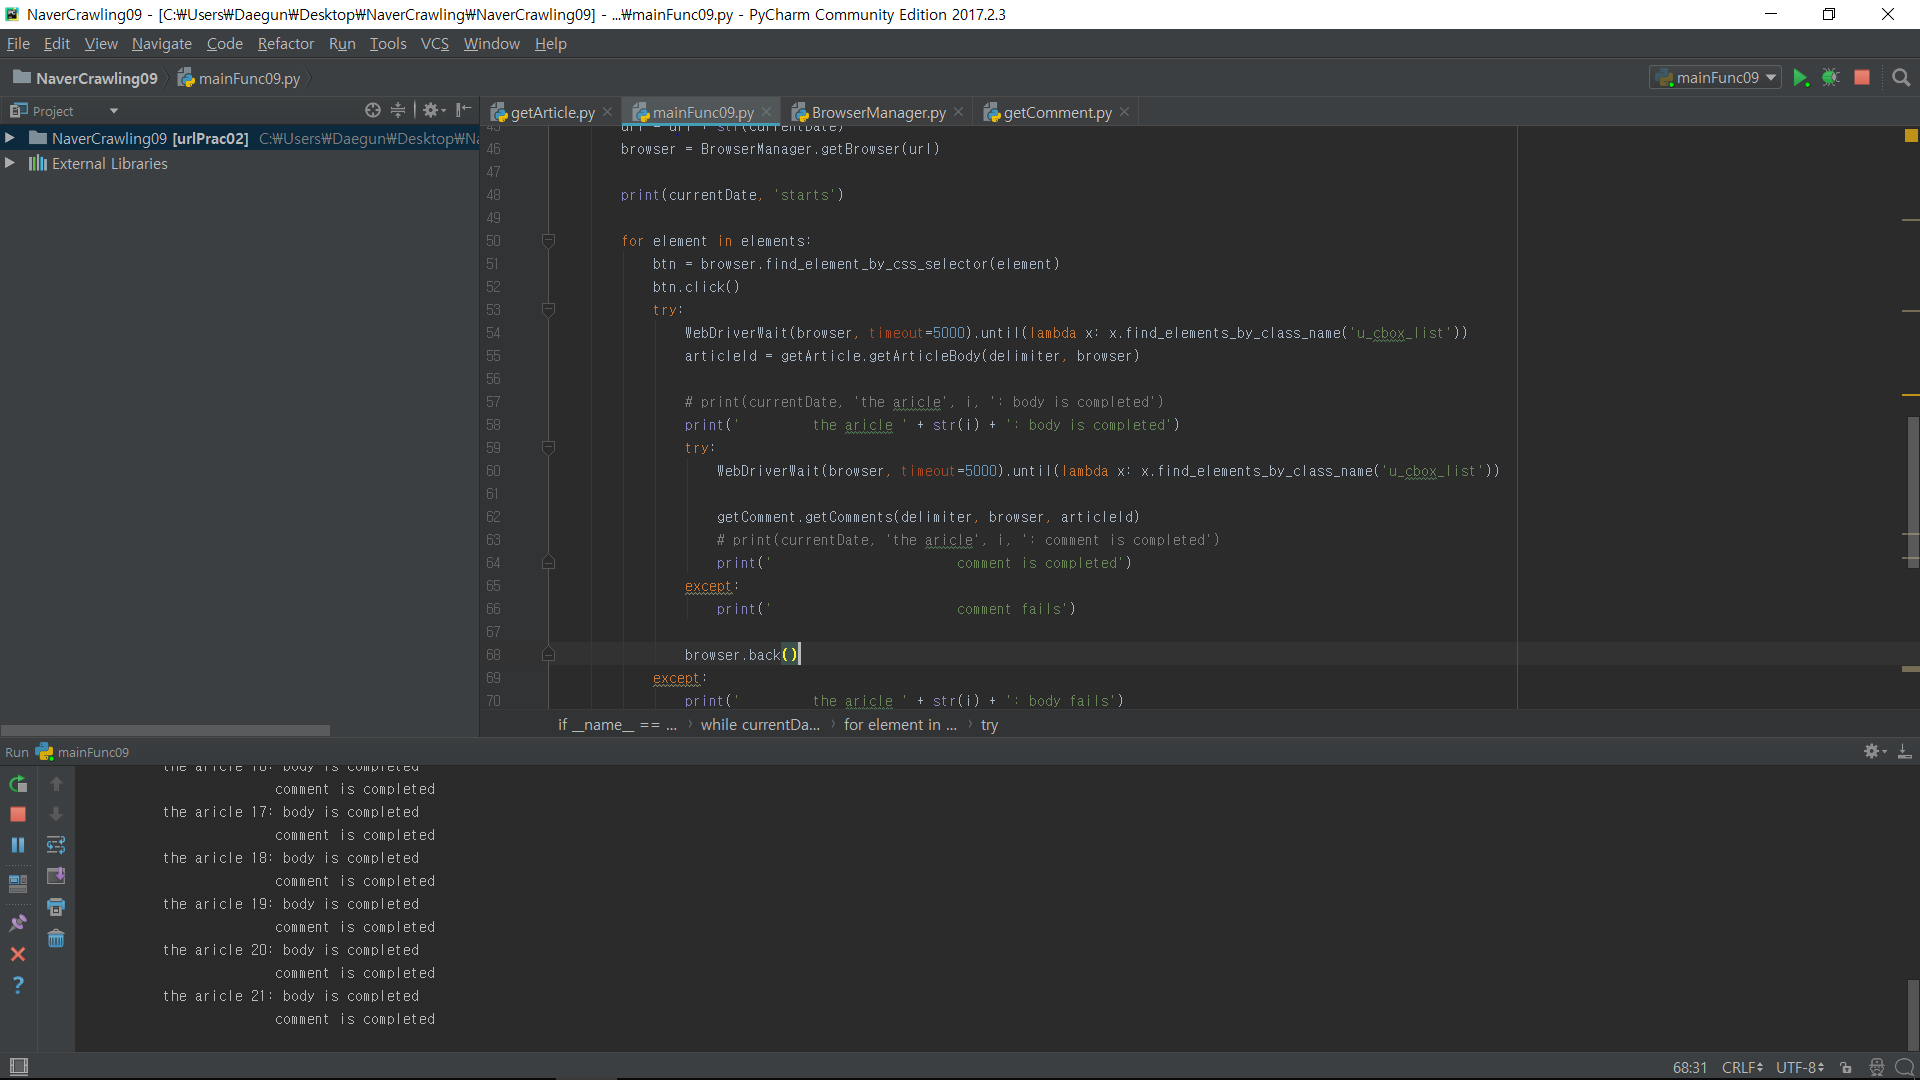 NaverCrawling09 - [C:₩Users₩Daegun₩Desktop₩NaverCrawling₩NaverCrawling09] - ...₩mainFunc09.py - PyCharm Community Edition 2017.2.3
File Edit View Navigate Code Refactor Run Tools VCS Window Help
NaverCrawling09 mainFunc09.py
mainFunc09
Project
getArticle.py mainFunc09.py BrowserManager.py getComment.py
NaverCrawling09 [urlPrac02] C:₩Users₩Daegun₩Desktop₩Na
External Libraries
45 url = url + str(currentDate)
46 browser = BrowserManager.getBrowser(url)
47
48 print(currentDate, 'starts')
49
50 for element in elements:
51 btn = browser.find_element_by_css_selector(element)
52 btn.click()
53 try:
54 WebDriverWait(browser, timeout=5000).until(lambda x: x.find_elements_by_class_name('u_cbox_list'))
55 articleId = getArticle.getArticleBody(delimiter, browser)
56
57 # print(currentDate, 'the aricle', i, ': body is completed')
58 print('         the aricle ' + str(i) + ': body is completed')
59 try:
60 WebDriverWait(browser, timeout=5000).until(lambda x: x.find_elements_by_class_name('u_cbox_list'))
61
62 getComment.getComments(delimiter, browser, articleId)
63 # print(currentDate, 'the aricle', i, ': comment is completed')
64 print('                       comment is completed')
65 except:
66 print('                       comment fails')
67
68 browser.back()
69 except:
70 print('         the aricle ' + str(i) + ': body fails')
if __name__ == ... › while currentDa... › for element in ... › try
Run mainFunc09
the aricle 16: body is completed
comment is completed
the aricle 17: body is completed
comment is completed
the aricle 18: body is completed
comment is completed
the aricle 19: body is completed
comment is completed
the aricle 20: body is completed
comment is completed
the aricle 21: body is completed
comment is completed
68:31 CRLF UTF-8